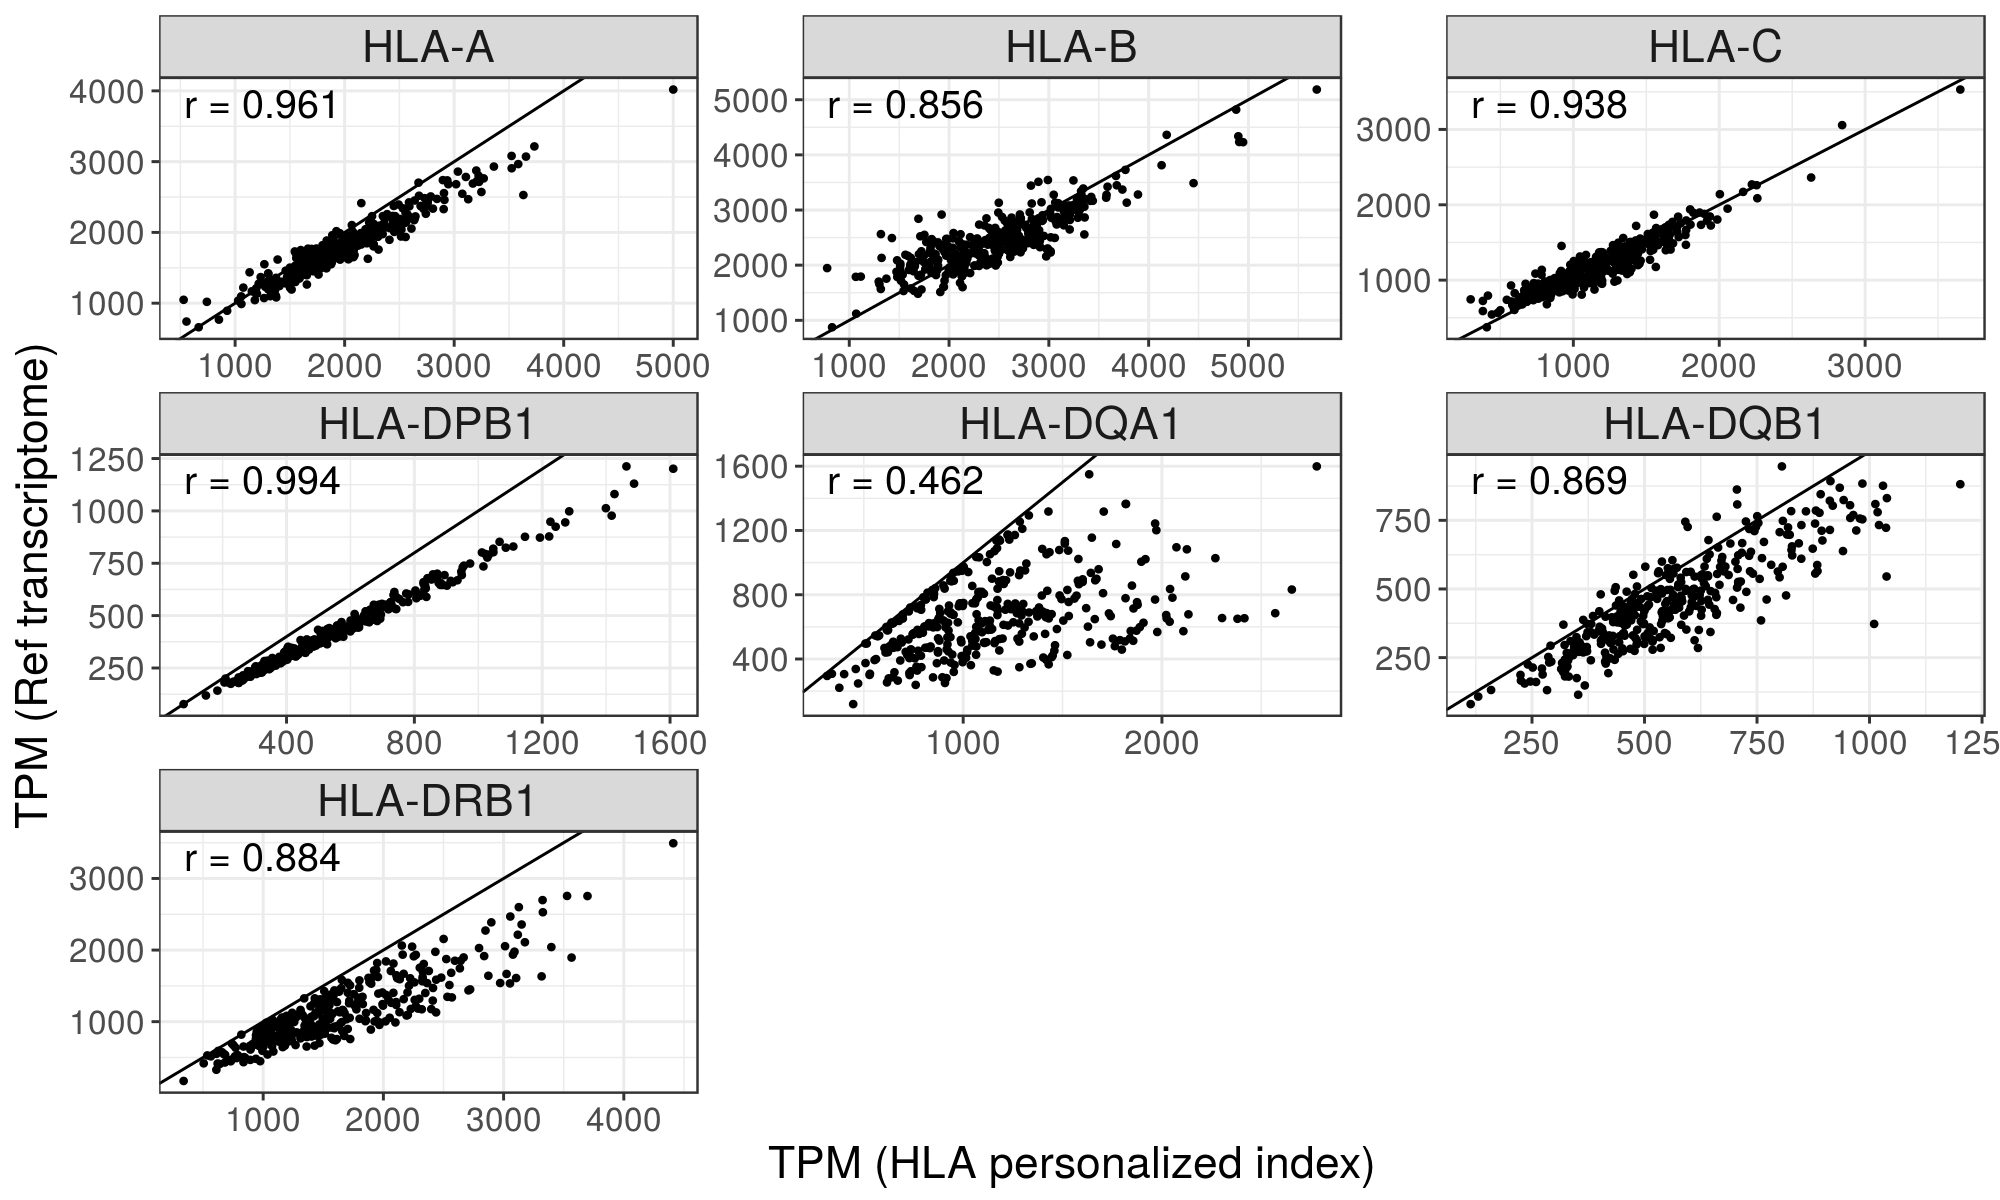 HLA-A
HLA-B
HLA-C
r = 0.961
r = 0.856
r = 0.938
4000
3000
2000
1000
1000 2000 3000 4000 5000
5000
4000
3000
2000
1000
1000 2000 3000 4000 5000
3000
2000
1000
1000 2000 3000
HLA-DPB1
HLA-DQA1
HLA-DQB1
r = 0.994
r = 0.462
r = 0.869
1250
1000
750
500
250
400 800 1200 1600
1600
1200
800
400
1000 2000
750
500
250
250 500 750 1000 125
HLA-DRB1
r = 0.884
3000
2000
1000
1000 2000 3000 4000
TPM (Ref transcriptome)
TPM (HLA personalized index)